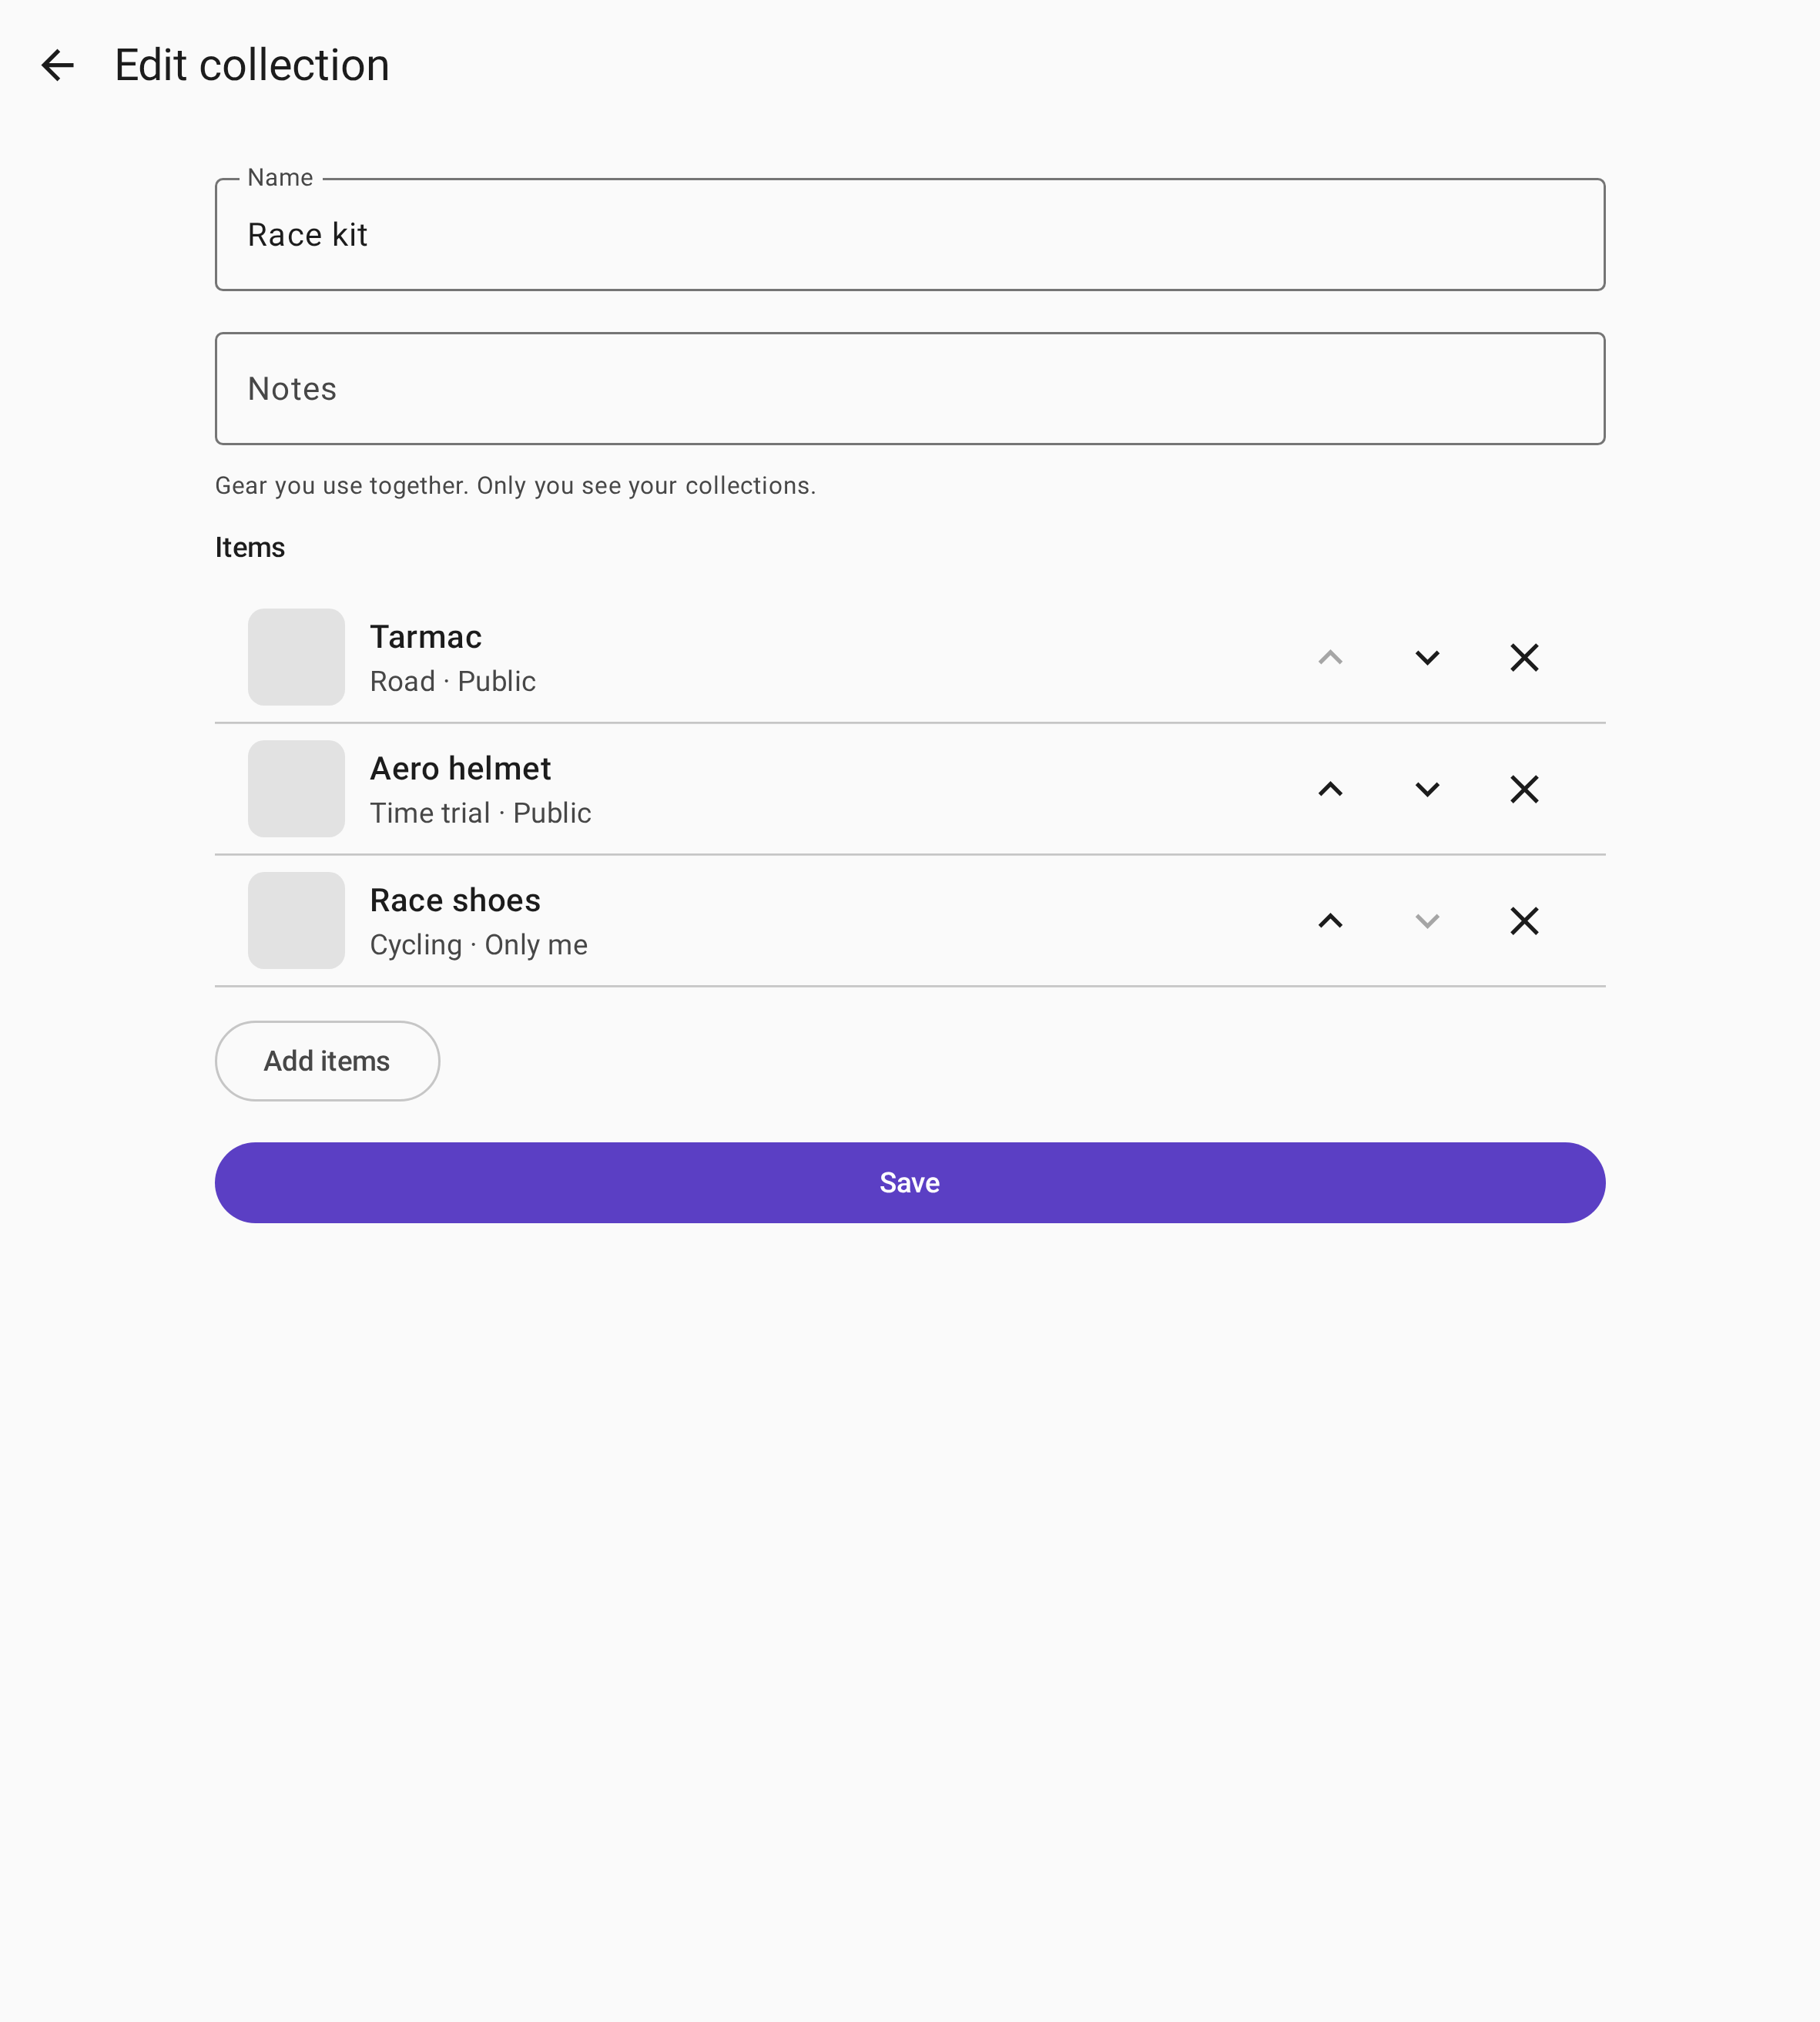 Edit collection
Name
Race kit
Notes
Gear you use together. Only you see your collections.
Items
Tarmac
Road · Public
Aero helmet
Time trial · Public
Race shoes
Cycling · Only me
Add items
Save